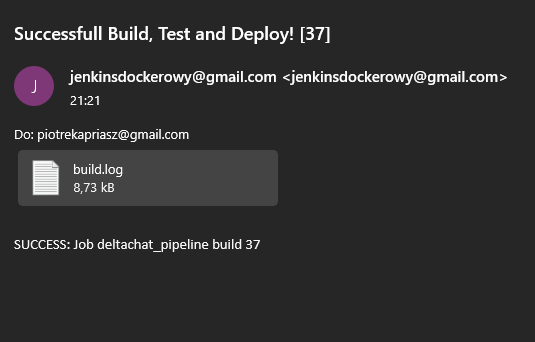 Successfull Build, Test and Deploy! [37]
J
jenkinsdockerowy@gmail.com <jenkinsdockerowy@gmail.com>
21:21
Do: piotrekapriasz@gmail.com
build.log
8,73 kB
SUCCESS: Job deltachat_pipeline build 37